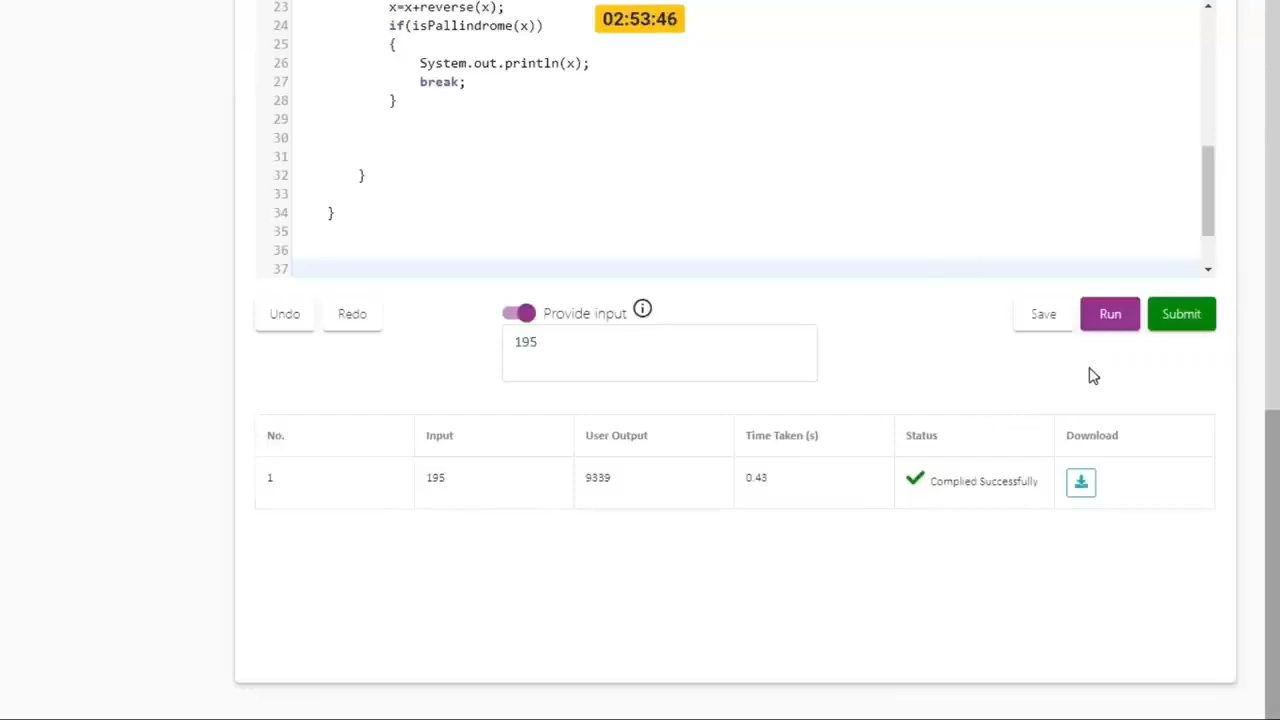 23 x=x+reverse(x);
02:53:46
24 if(isPallindrome(x))
25 {
26 System.out.println(x);
27 break;
28 }
29
30
31
32 }
33
34 }
35
36
37
Undo Redo Provide input Save Run Submit
195
No. Input User Output Time Taken (s) Status Download
1 195 9339 0.43 Complied Successfully